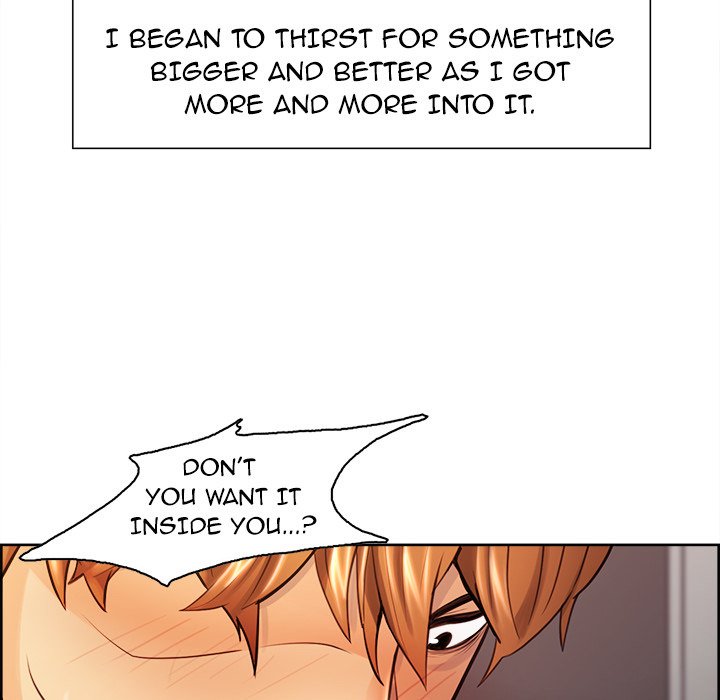 I BEGAN TO THIRST FOR SOMETHING
BIGGER AND BETTER AS I GOT
MORE AND MORE INTO IT.
DON'T
YOU WANT IT
INSIDE YOU...?